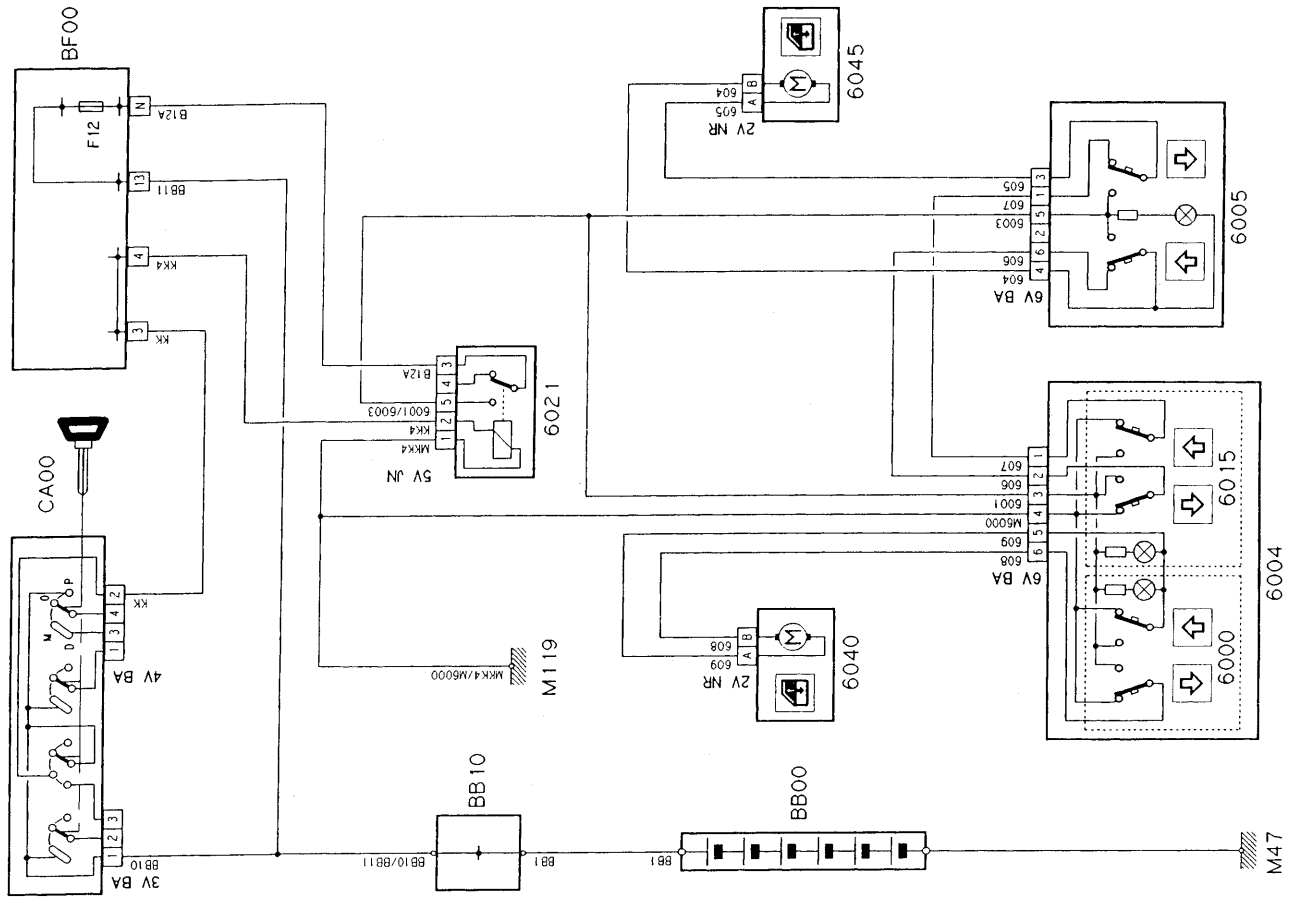 BF00
F12
N
13
4
3
B12A
BB11
KK4
KK
CA00
M
O
P
D
1
3
4
2
KK
4V BA
1
2
3
BB10
3V BA
BB10/BB11
BB10
BB1
BB1
BB00
M47
MKK4/M6000
M119
5V JN
1
2
5
4
3
MKK4
KK4
6001/6003
B12A
6021
2V NR
A
B
605
604
M
6045
2V NR
A
B
609
608
M
6040
6V BA
4
6
2
5
1
3
604
606
6003
607
605
6005
6V BA
6
5
4
3
2
1
608
609
M6000
6001
606
607
6000
6015
6004